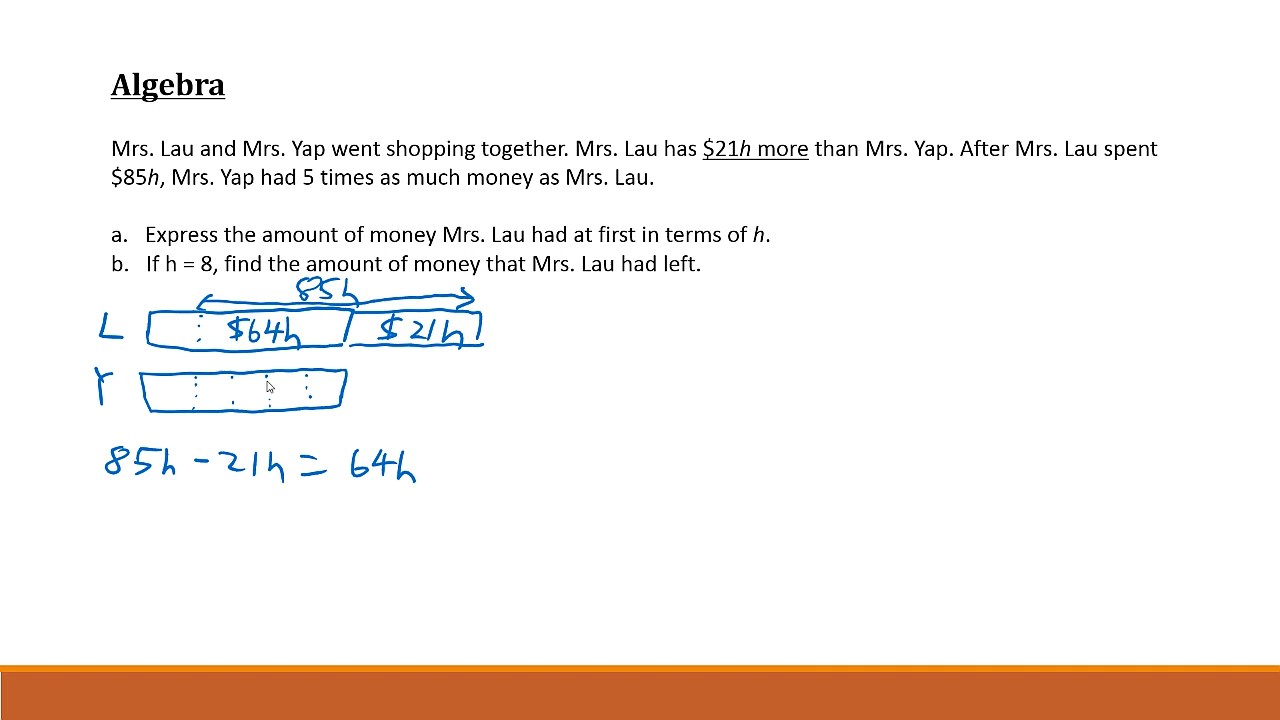 Algebra
Mrs. Lau and Mrs. Yap went shopping together. Mrs. Lau has $21h more than Mrs. Yap. After Mrs. Lau spent
$85h, Mrs. Yap had 5 times as much money as Mrs. Lau.
a. Express the amount of money Mrs. Lau had at first in terms of h.
b. If h = 8, find the amount of money that Mrs. Lau had left.
85h
L $64h $21h
Y
85h - 21h = 64h